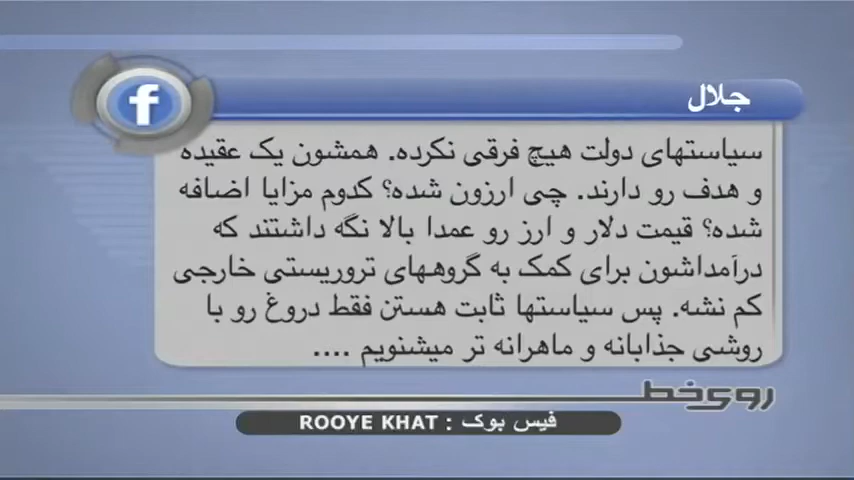 f
جلال
سیاستهای دولت هیچ فرقی نکرده. همشون یک عقیده
و هدف رو دارند. چی ارزون شده؟ کدوم مزایا اضافه
شده؟ قیمت دلار و ارز رو عمدا بالا نگه داشتند که
درآمداشون برای کمک به گروههای تروریستی خارجی
کم نشه. پس سیاستها ثابت هستن فقط دروغ رو با
روشی جذابانه و ماهرانه تر میشنویم ....
روی خط
فیس بوک : ROOYE KHAT